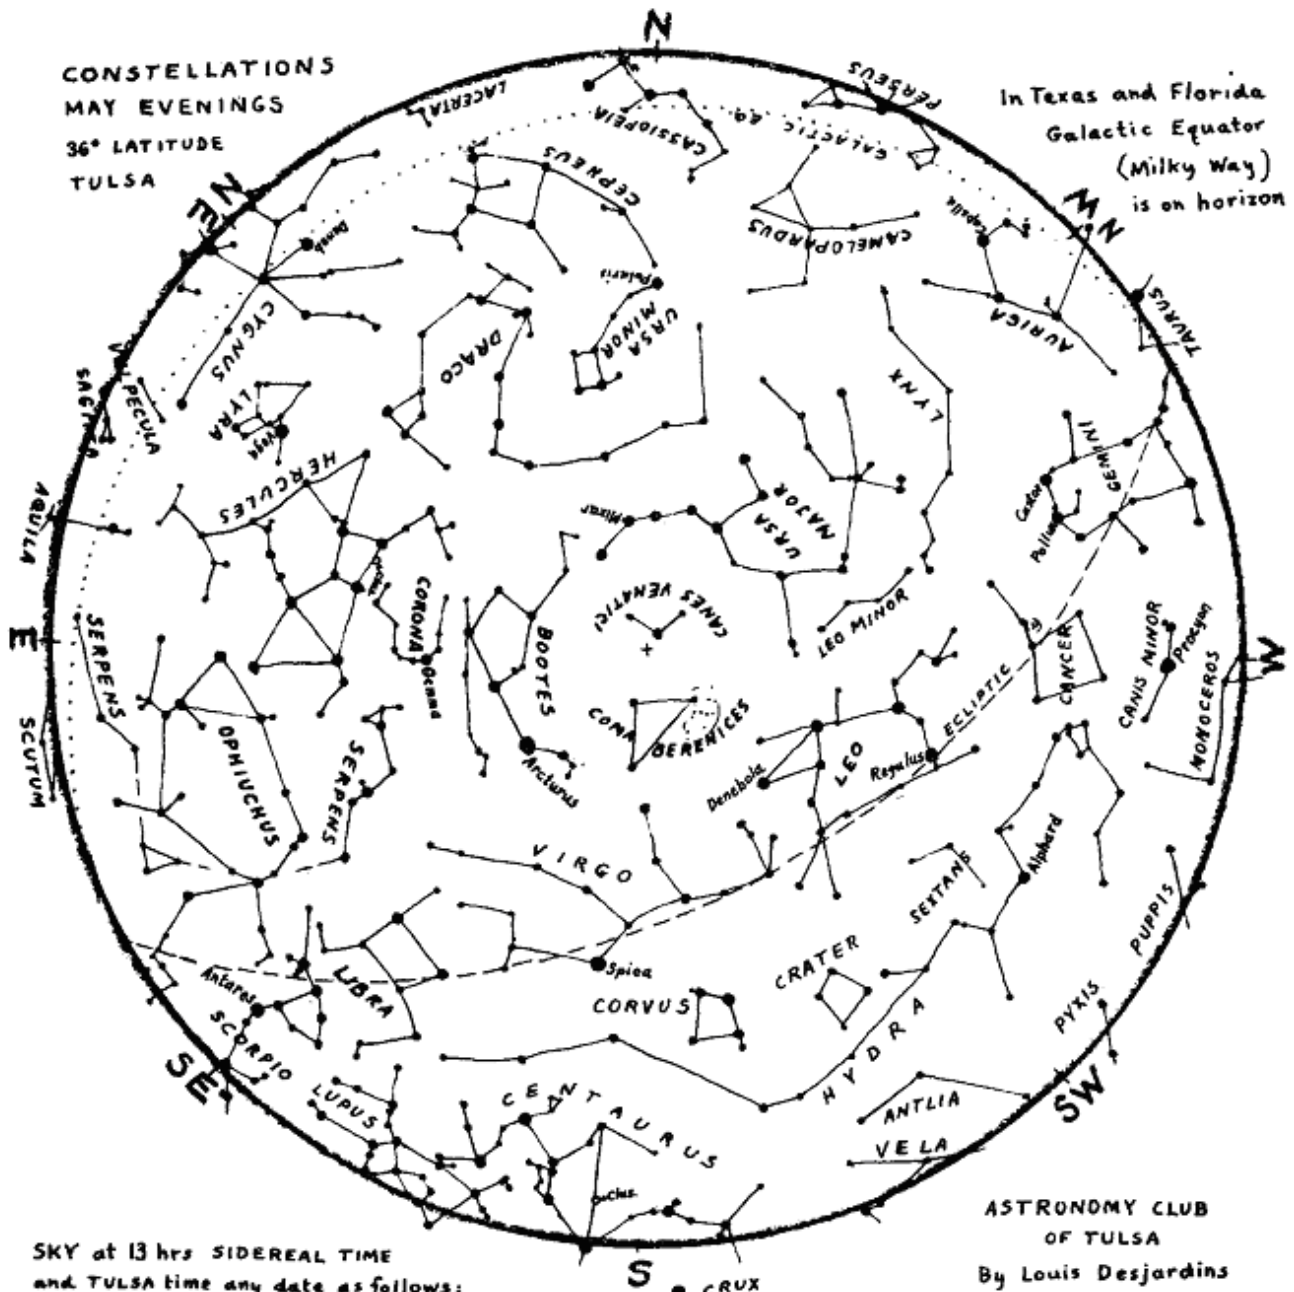 N
CONSTELLATIONS
MAY EVENINGS
36° LATITUDE
TULSA
In Texas and Florida
Galactic Equator
(Milky Way)
is on horizon
LACERTA
PERSEUS
CASSIOPEIA
GALACTIC EQ.
CEPNEUS
NE
NW
Deneb
Capella
CAMELOPARDUS
Polaris
TAURUS
CYGNUS
DRACO
URSA
MINOR
AURIGA
VULPECULA
SAGITTA
LYRA
Vega
LYNX
GEMINI
HERCULES
Castor
Pollux
AQUILA
Mizar
URSA
MAJOR
CORONA
Gemma
CANES VENATICI
LEO MINOR
E
W
SERPENS
BOOTES
CANCER
CANIS MINOR
Procyon
MONOCEROS
ECLIPTIC
SCUTUM
OPHIUCHUS
SERPENS
Arcturus
COMA
BERENICES
Denebola
LEO
Regulus
VIRGO
SEXTANS
Alphard
PUPPIS
Antares
LIBRA
Spica
CORVUS
CRATER
HYDRA
PYXIS
SCORPIO
SE
SW
LUPUS
CENTAURUS
ANTLIA
VELA
S
CRUX
SKY at 13 hrs SIDEREAL TIME
and TULSA time any date as follows:
ASTRONOMY CLUB
OF TULSA
By Louis Desjardins